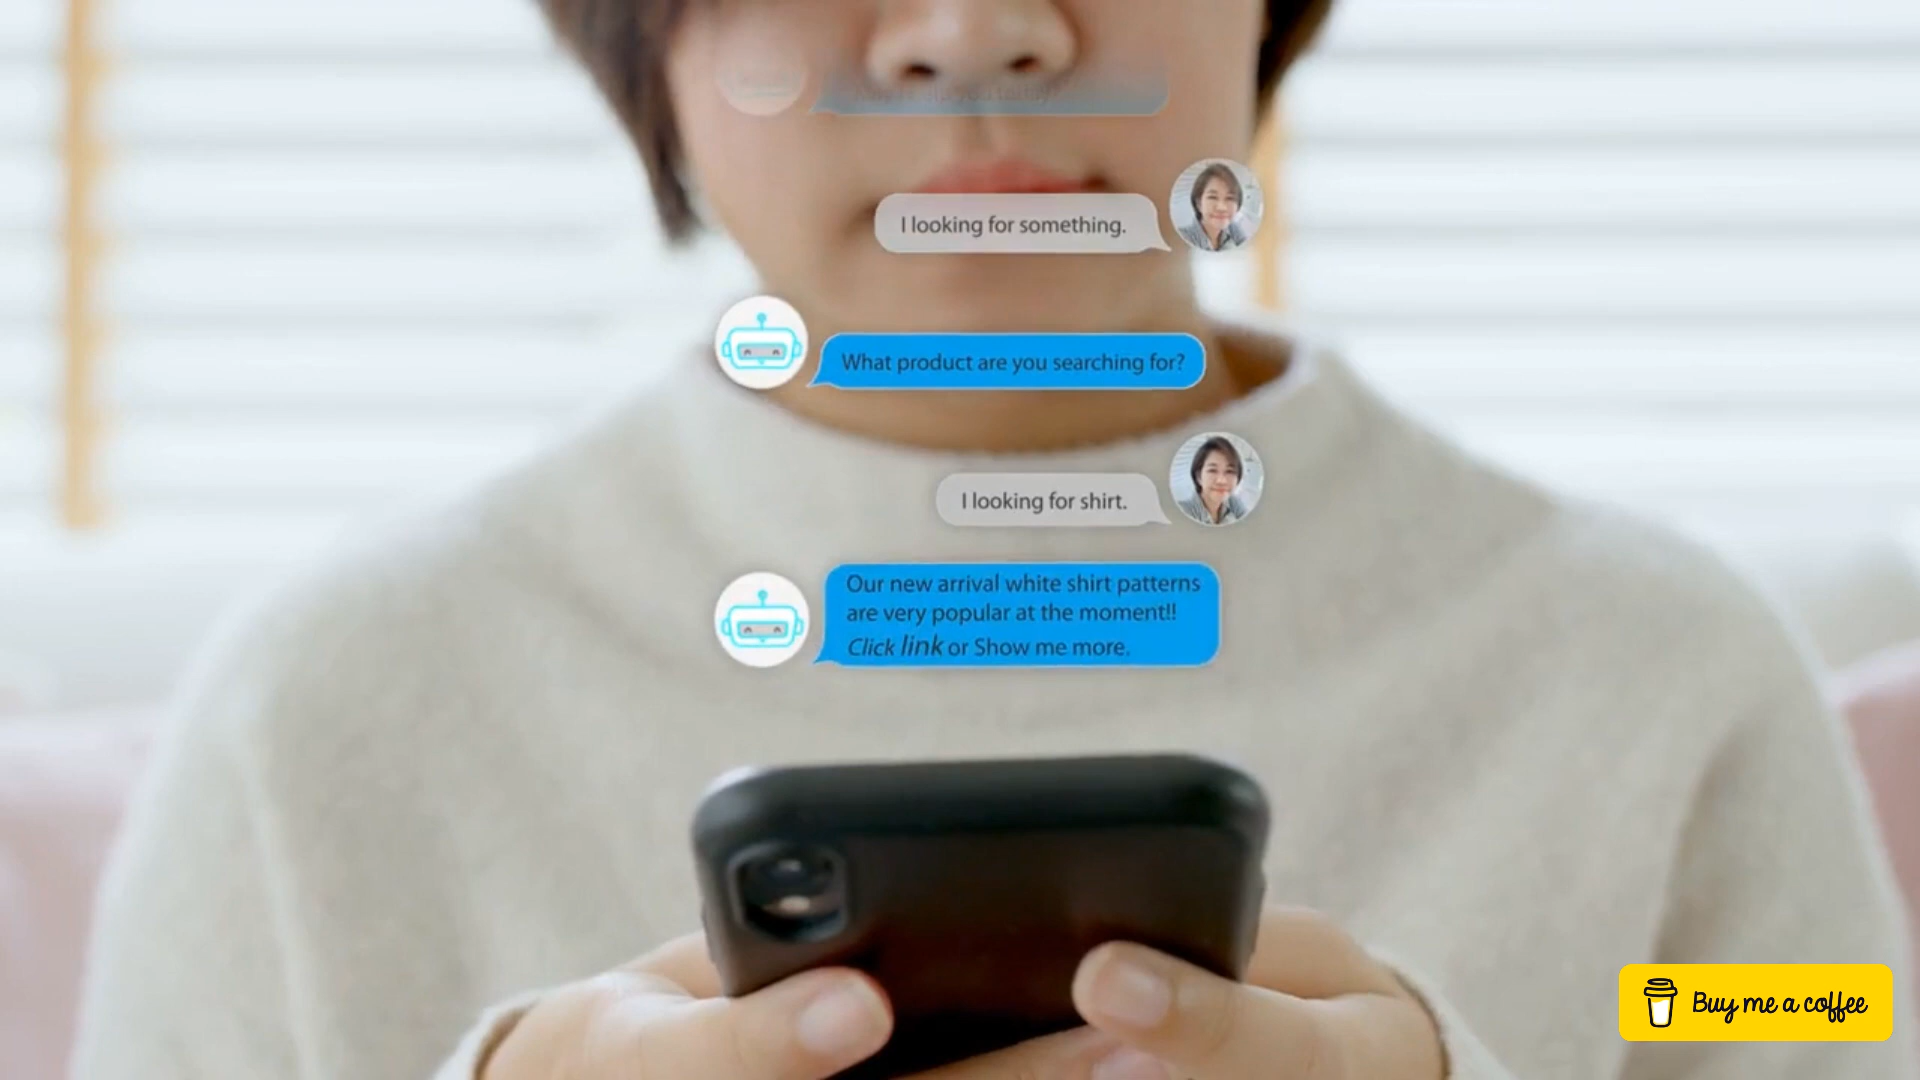 I looking for something.
What product are you searching for?
I looking for shirt.
Our new arrival white shirt patterns
are very popular at the moment!!
Click link or Show me more.
Buy me a coffee